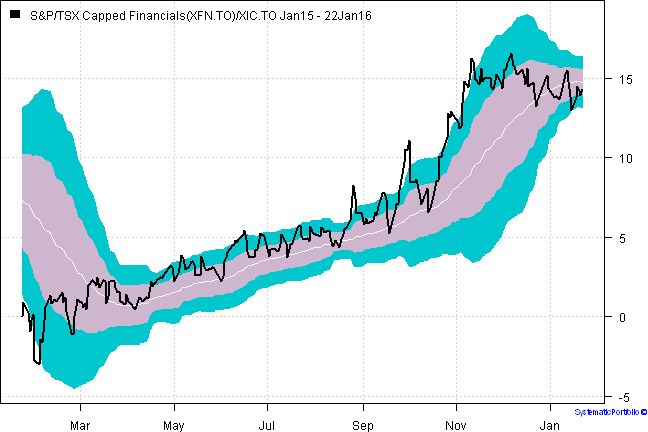 S&P/TSX Capped Financials(XFN.TO)/XIC.TO Jan15 - 22Jan16
15
10
5
0
-5
Mar May Jul Sep Nov Jan
SystematicPortfolio ©